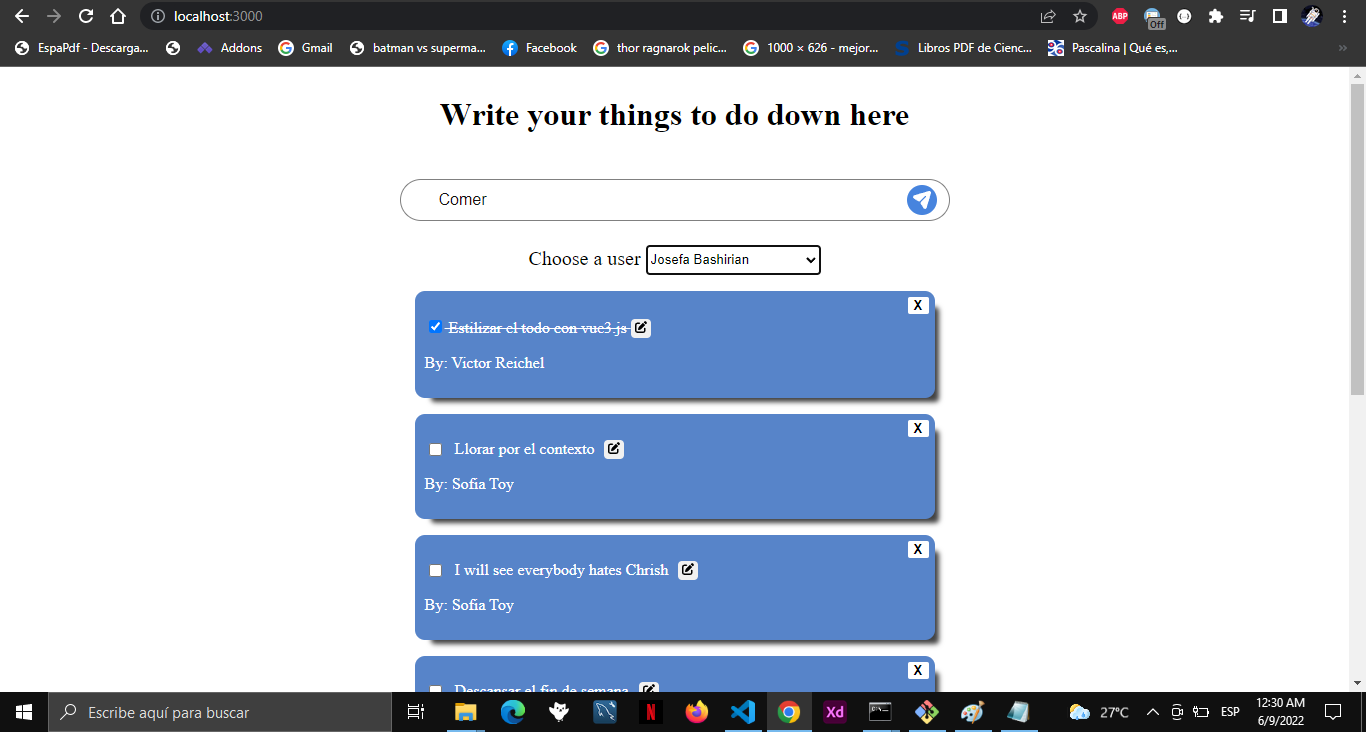 localhost:3000
ABP
Off
EspaPdf - Descarga...
Addons
Gmail
batman vs superma...
Facebook
thor ragnarok pelic...
1000 × 626 - mejor...
Libros PDF de Cienc...
Pascalina | Qué es,...
»
Write your things to do down here
Comer
Choose a user Josefa Bashirian
X
Estilizar el todo con vue3.js
By: Victor Reichel
X
Llorar por el contexto
By: Sofia Toy
X
I will see everybody hates Chrish
By: Sofia Toy
X
Descansar el fin de semana
Escribe aquí para buscar
N
Xd
27°C
ESP
12:30 AM
6/9/2022